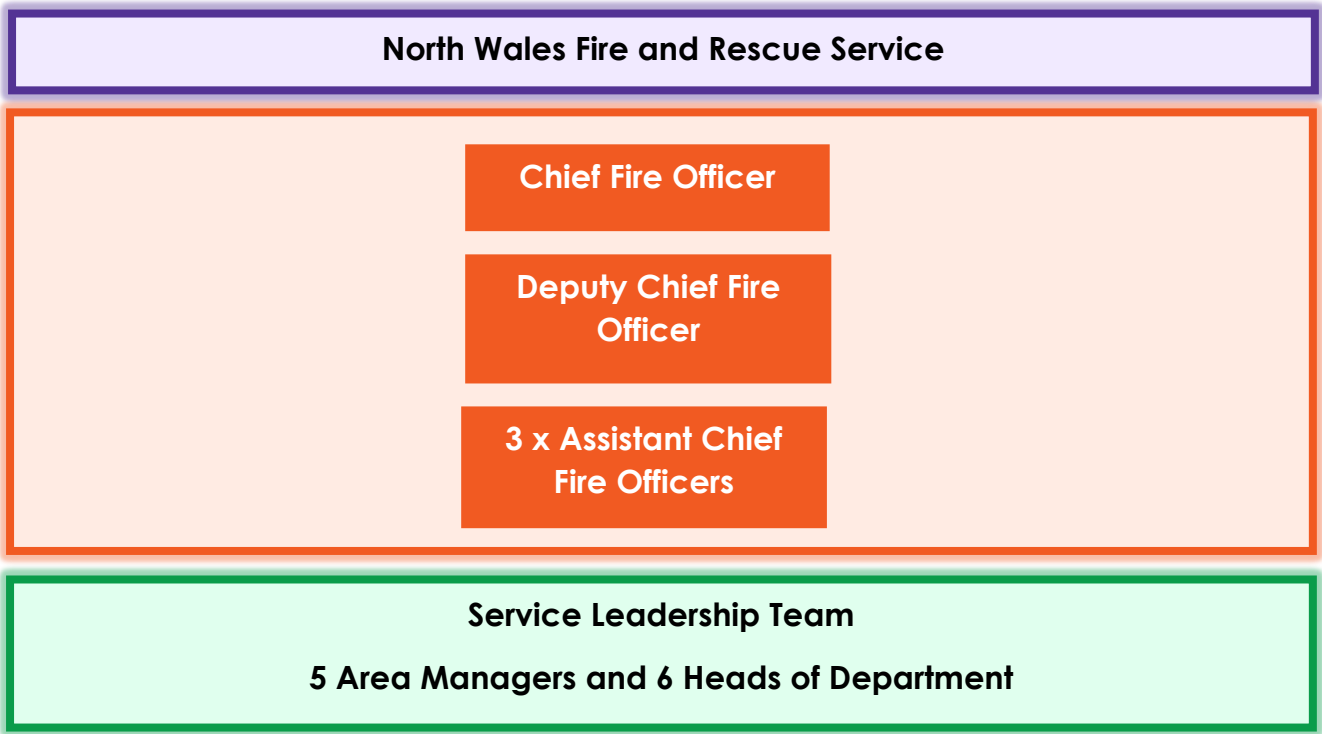 North Wales Fire and Rescue Service
Chief Fire Officer
Deputy Chief Fire
Officer
3 x Assistant Chief
Fire Officers
Service Leadership Team
5 Area Managers and 6 Heads of Department